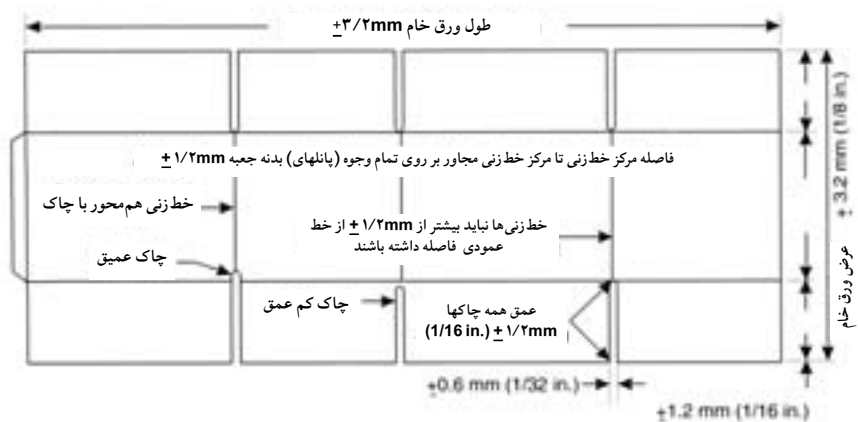 طول ورق خام ±۳/۲mm
فاصله مرکز خط‌زنی تا مرکز خط‌زنی مجاور بر روی تمام وجوه (پانلهای) بدنه جعبه ±۱/۲mm
خط‌زنی هم‌محور با چاک
خط‌زنی‌ها نباید بیشتر از ±۱/۲mm از خط
عمودی فاصله داشته باشند
چاک عمیق
چاک کم عمق
عمق همه چاکها
±۱/۲mm (1/16 in.)
±0.6 mm (1/32 in.)
±1.2 mm (1/16 in.)
± 3.2 mm (1/8 in.)
عرض ورق خام